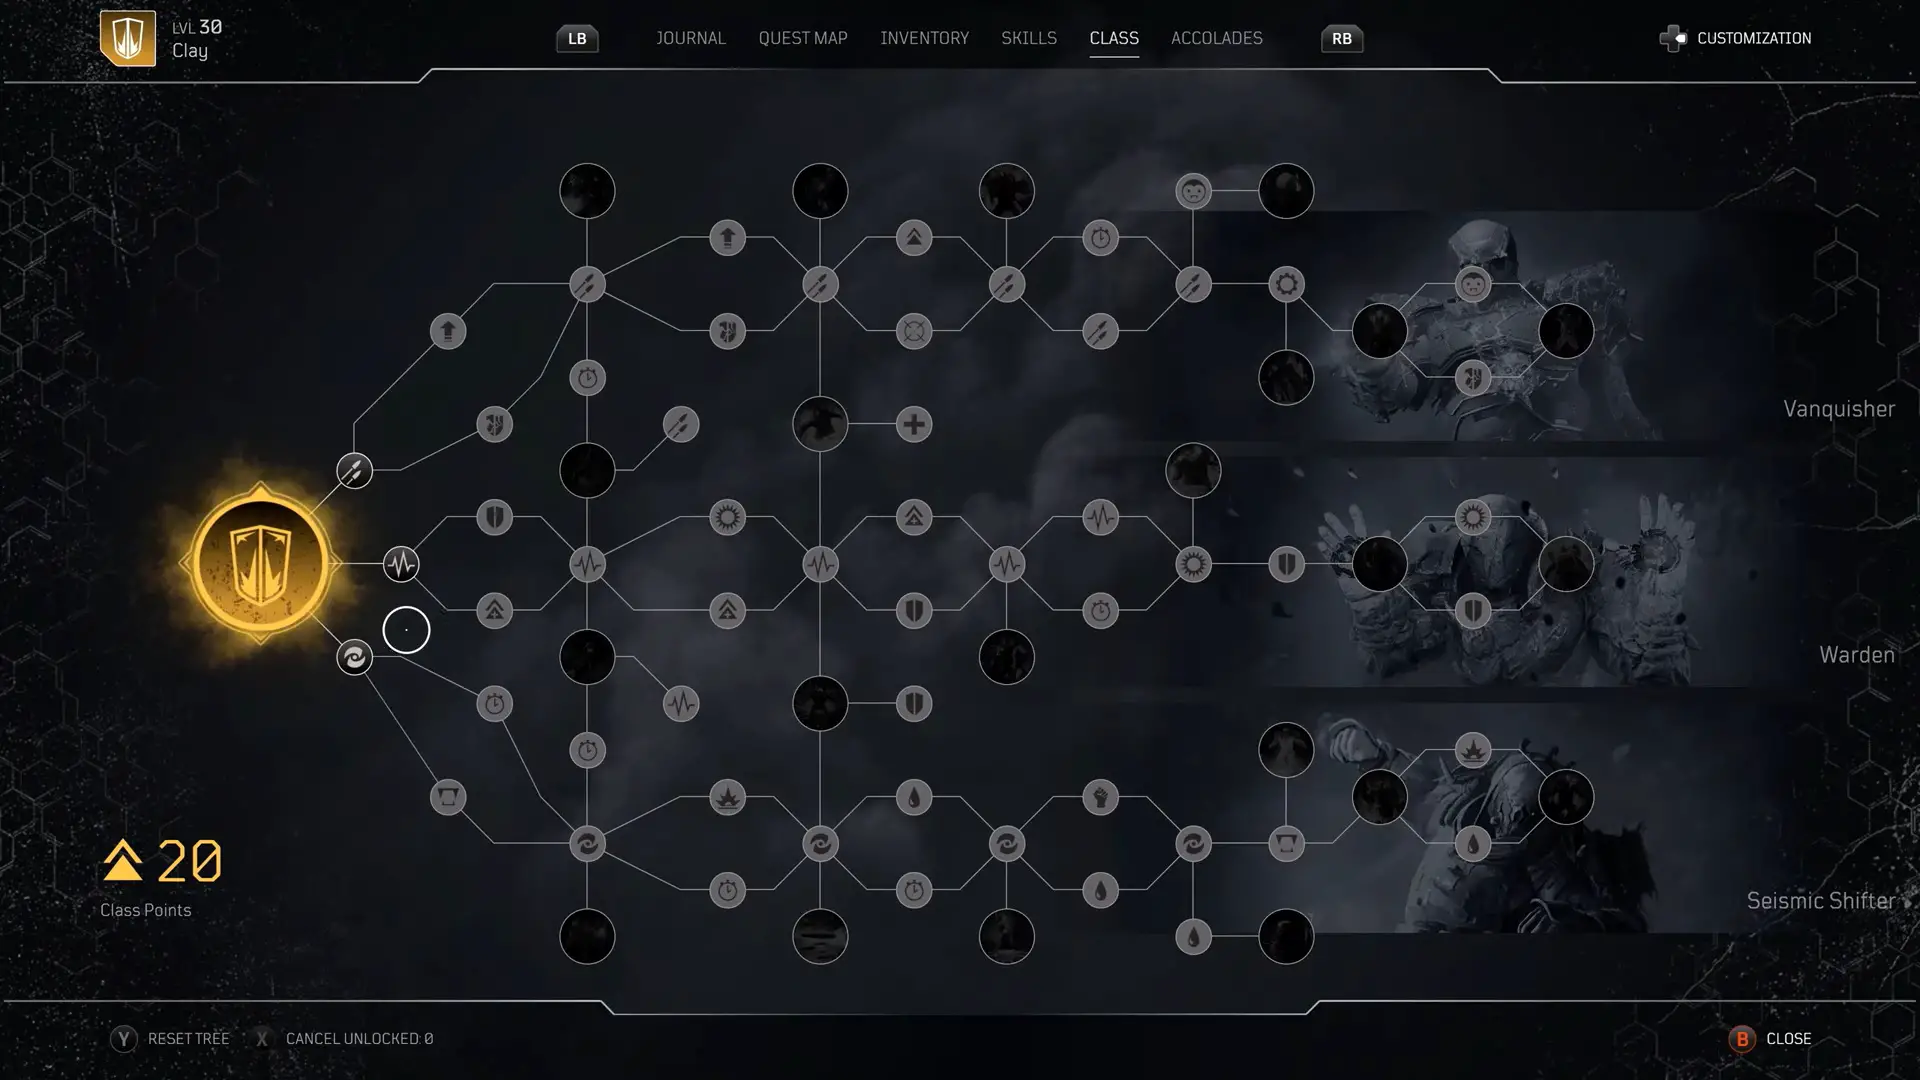 LVL 30
Clay
LB
JOURNAL
QUEST MAP
INVENTORY
SKILLS
CLASS
ACCOLADES
RB
CUSTOMIZATION
Vanquisher
Warden
20
Class Points
Seismic Shifter
Y RESET TREE
X CANCEL UNLOCKED: 0
B CLOSE